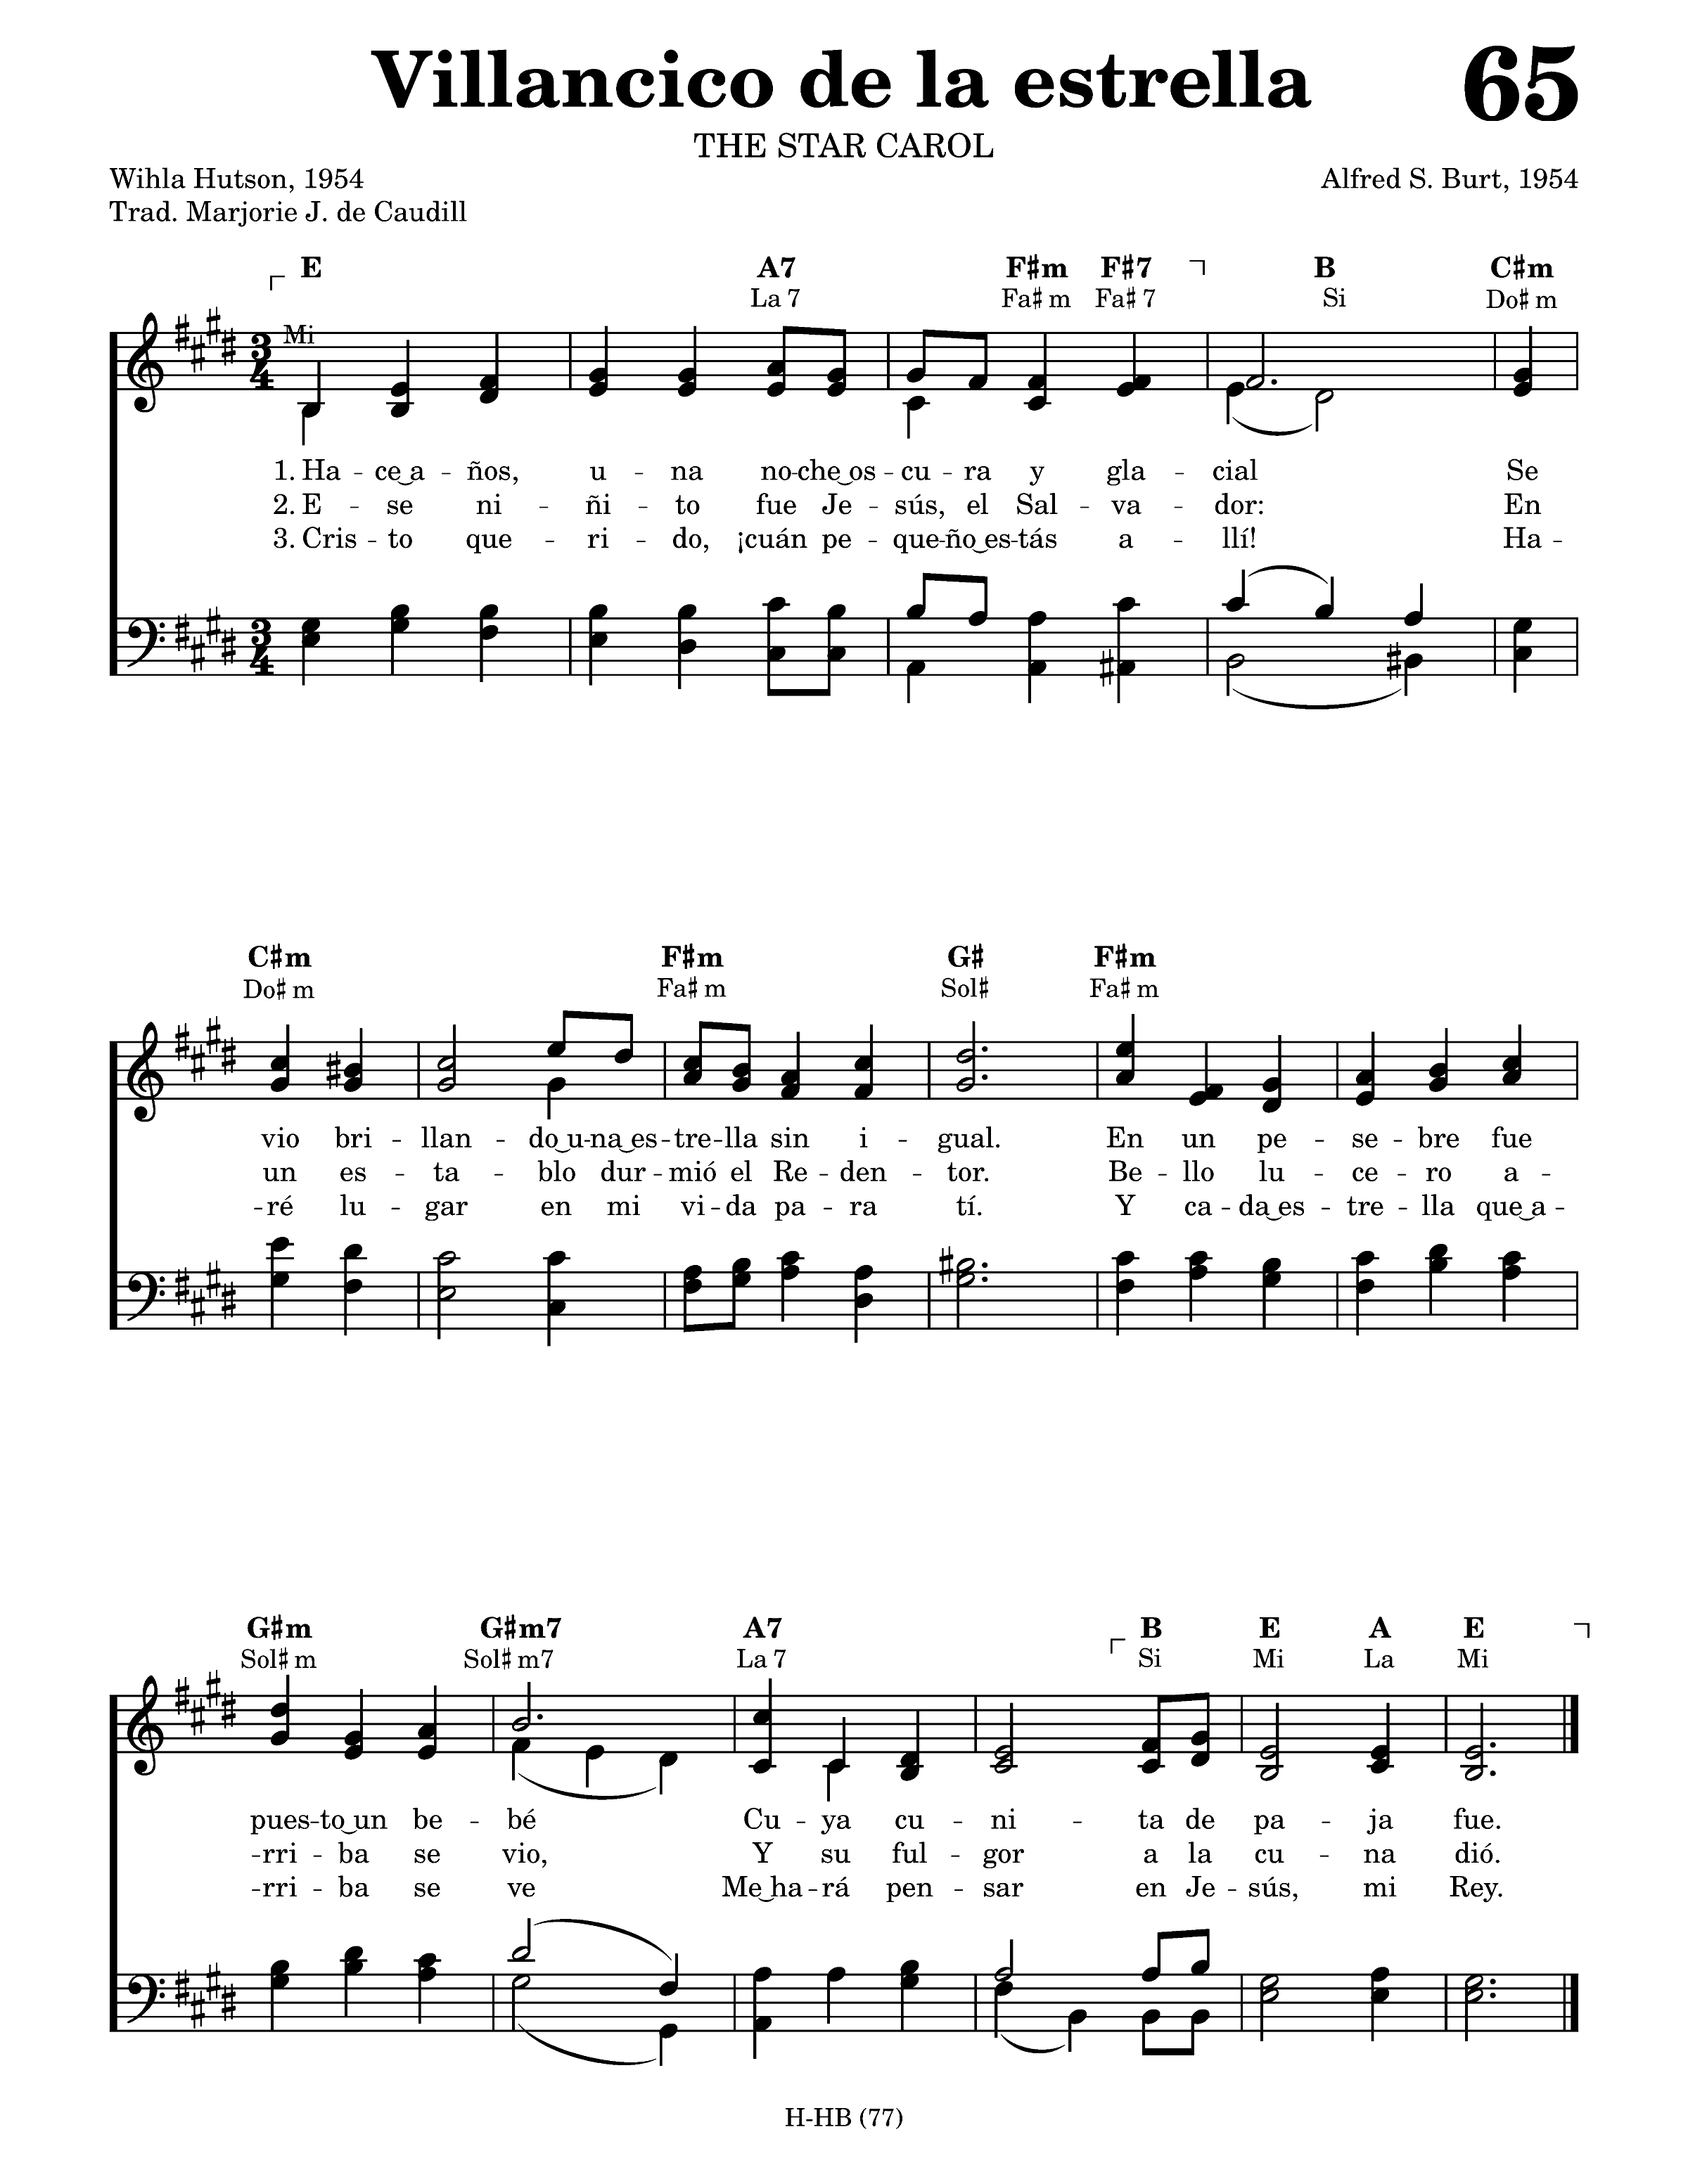 Villancico de la estrella 65
THE STAR CAROL
Wihla Hutson, 1954 Alfred S. Burt, 1954
Trad. Marjorie J. de Caudill
E A7 F♯m F♯7 B C♯m
Mi La 7 Fa♯ m Fa♯ 7 Si Do♯ m
3 4
1. Ha - ce‿a - ños, u - na no - che‿os - cu - ra y gla - cial Se
2. E - se ni - ñi - to fue Je - sús, el Sal - va - dor: En
3. Cris - to que - ri - do, ¡cuán pe - que - ño‿es - tás a - llí! Ha -
3 4
C♯m F♯m G♯ F♯m
Do♯ m Fa♯ m Sol♯ Fa♯ m
vio bri - llan - do‿u - na‿es - tre - lla sin i - gual. En un pe - se - bre fue
un es - ta - blo dur - mió el Re - den - tor. Be - llo lu - ce - ro a -
- ré lu - gar en mi vi - da pa - ra tí. Y ca - da‿es - tre - lla que‿a -
G♯m G♯m7 A7 B E A E
Sol♯ m Sol♯ m7 La 7 Si Mi La Mi
pues - to‿un be - bé Cu - ya cu - ni - ta de pa - ja fue.
- rri - ba se vio, Y su ful - gor a la cu - na dió.
- rri - ba se ve Me‿ha - rá pen - sar en Je - sús, mi Rey.
H-HB (77)